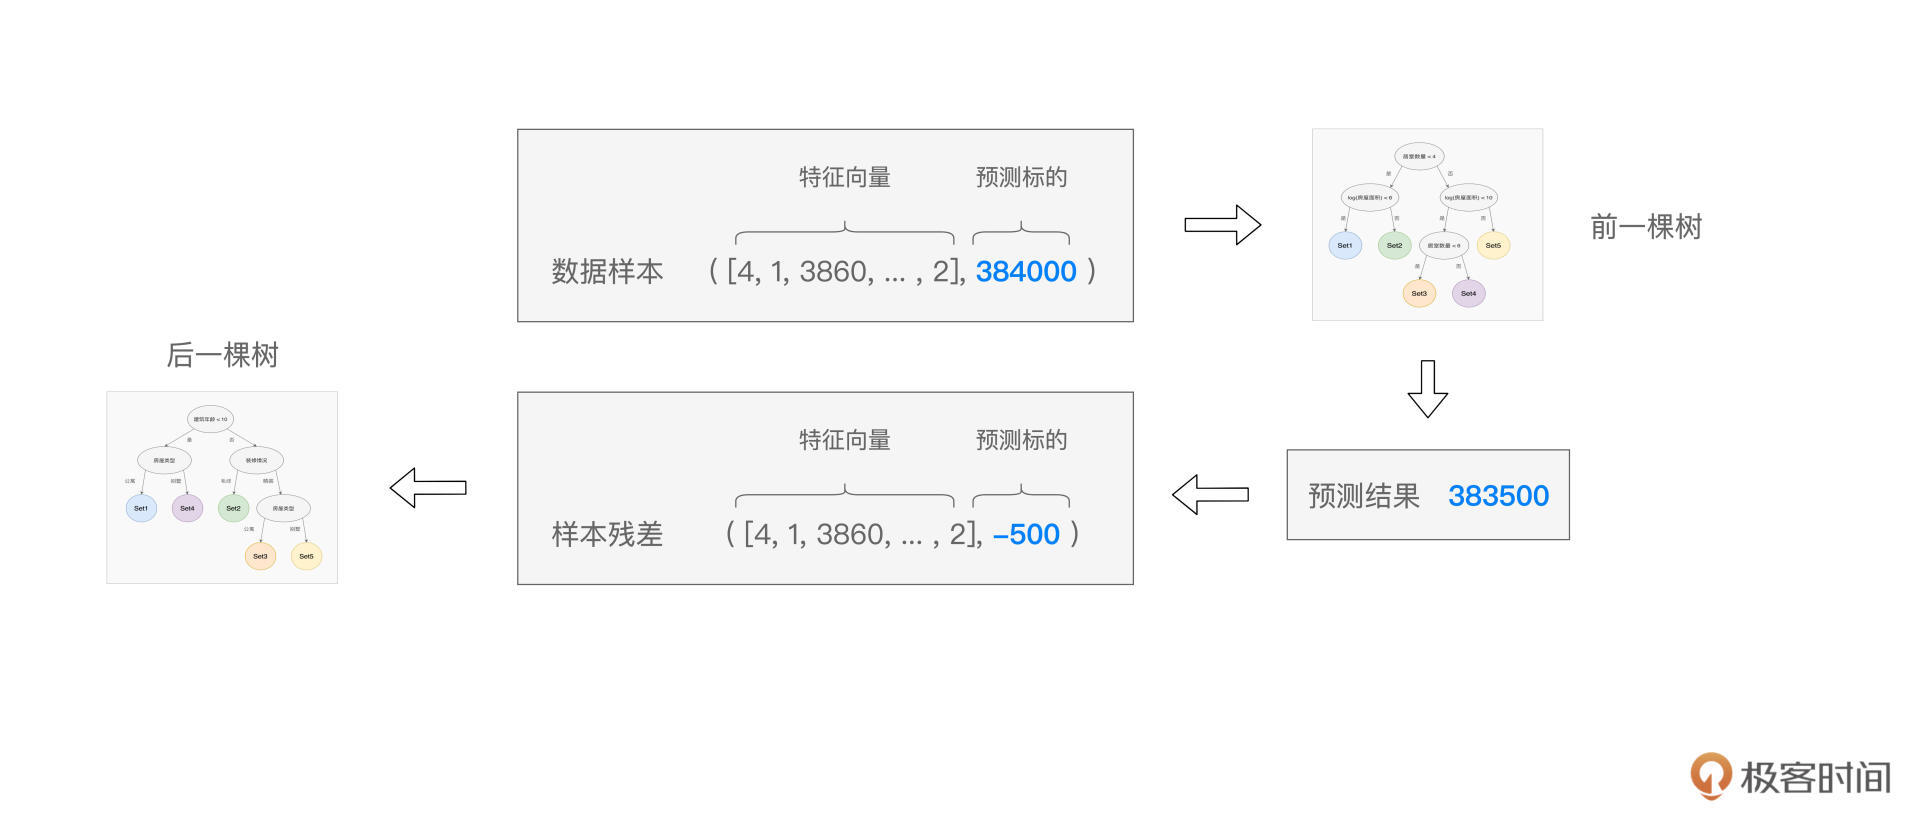 特征向量 预测标的
数据样本 ( [4, 1, 3860, ... , 2], 384000 )
居室数量 < 4
是 否
log(房屋面积) < 6 log(房屋面积) < 10
是 否 是 否
Set1 Set2 居室数量 < 6 Set5
是 否
Set3 Set4
前一棵树
预测结果 383500
特征向量 预测标的
样本残差 ( [4, 1, 3860, ... , 2], -500 )
后一棵树
建筑年龄 < 10
是 否
房屋类型 装修情况
公寓 别墅 毛坯 精装
Set1 Set4 Set2 房屋类型
公寓 别墅
Set3 Set5
极客时间